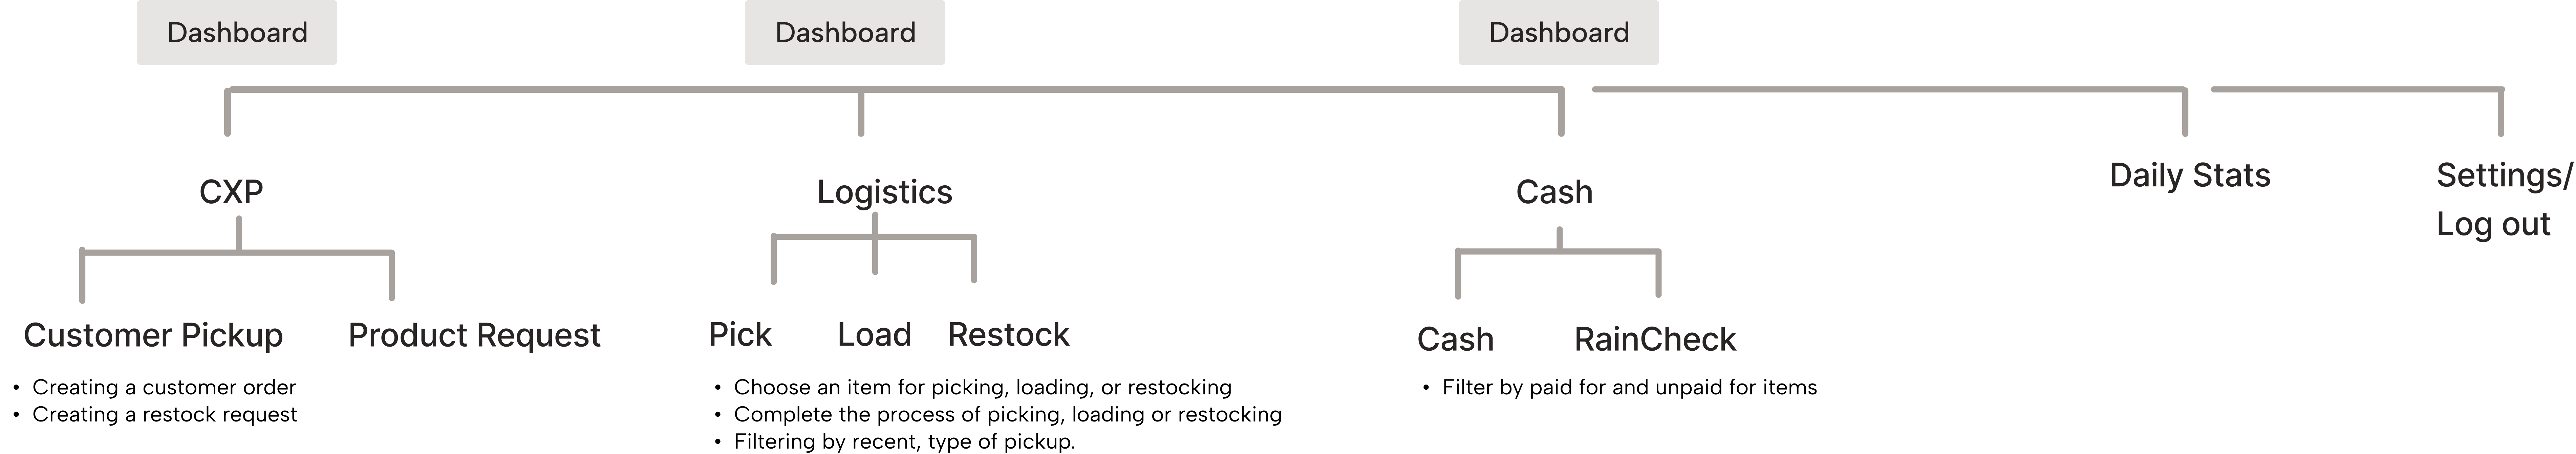 Dashboard
Dashboard
Dashboard
CXP
Logistics
Cash
Daily Stats
Settings/
Log out
Customer Pickup
Product Request
Pick
Load
Restock
Cash
RainCheck
• Creating a customer order
• Creating a restock request
• Choose an item for picking, loading, or restocking
• Complete the process of picking, loading or restocking
• Filtering by recent, type of pickup.
• Filter by paid for and unpaid for items